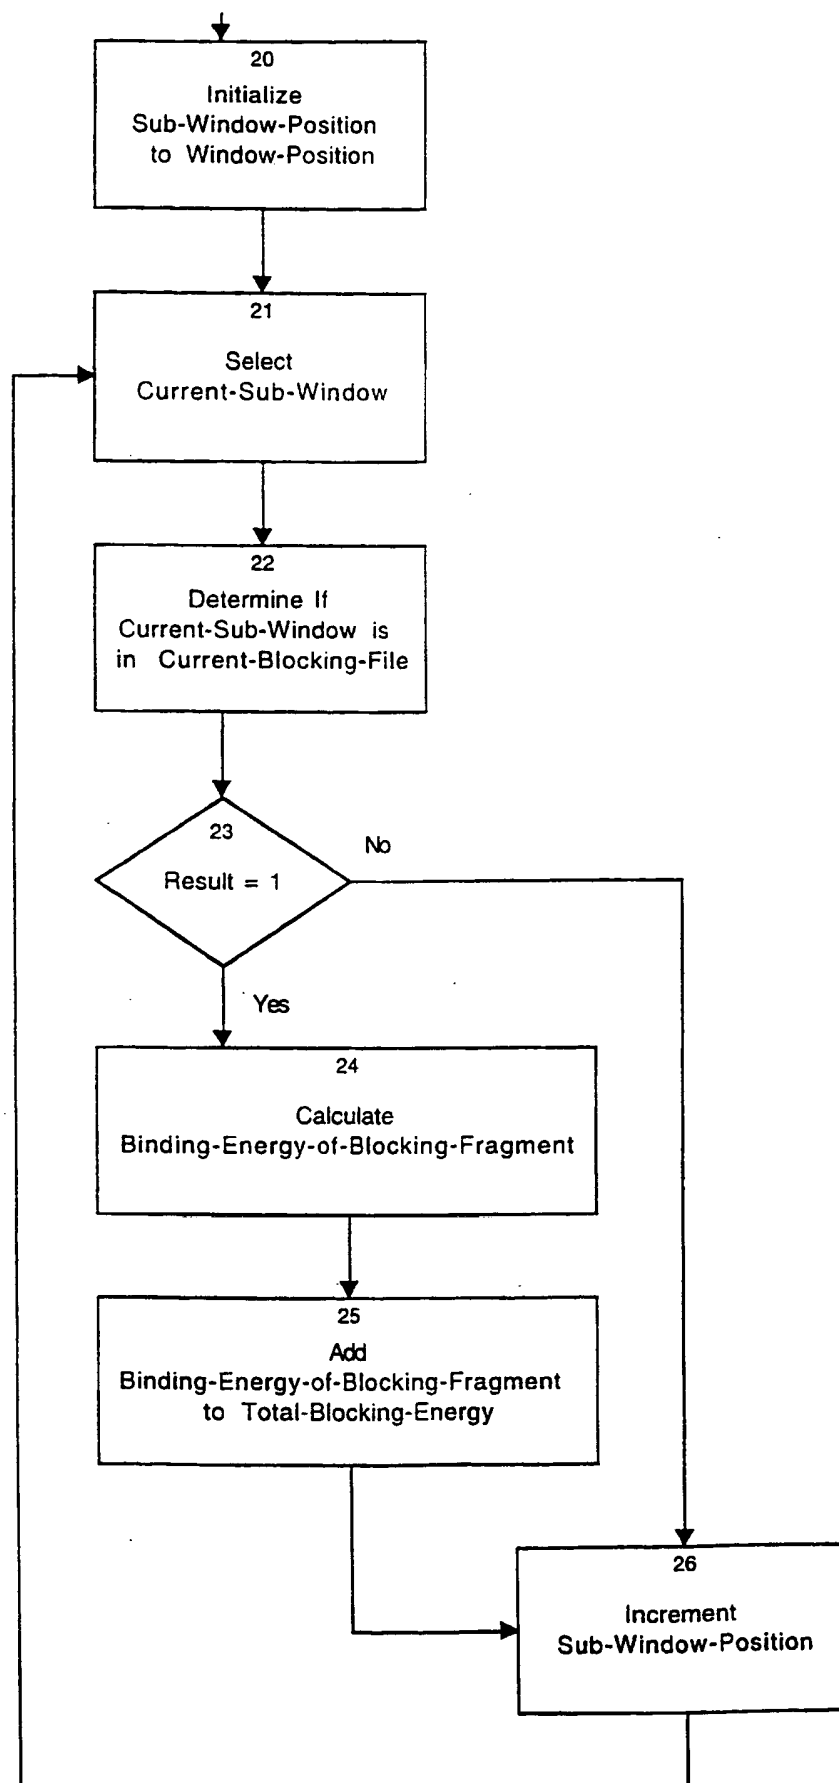 20
Initialize
Sub-Window-Position
to Window-Position
21
Select
Current-Sub-Window
22
Determine If
Current-Sub-Window is
in Current-Blocking-File
23
Result = 1
No
Yes
24
Calculate
Binding-Energy-of-Blocking-Fragment
25
Add
Binding-Energy-of-Blocking-Fragment
to Total-Blocking-Energy
26
Increment
Sub-Window-Position